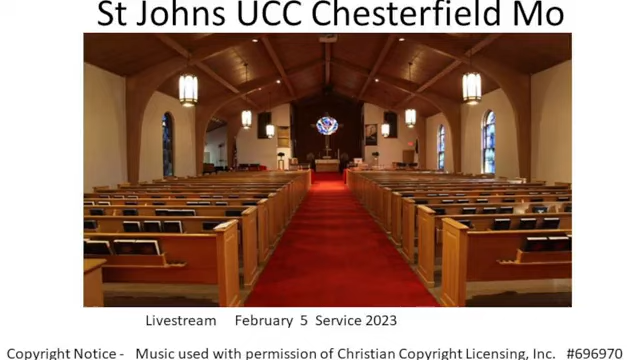 St Johns UCC Chesterfield Mo
Livestream February 5 Service 2023
Copyright Notice - Music used with permission of Christian Copyright Licensing, Inc. #696970